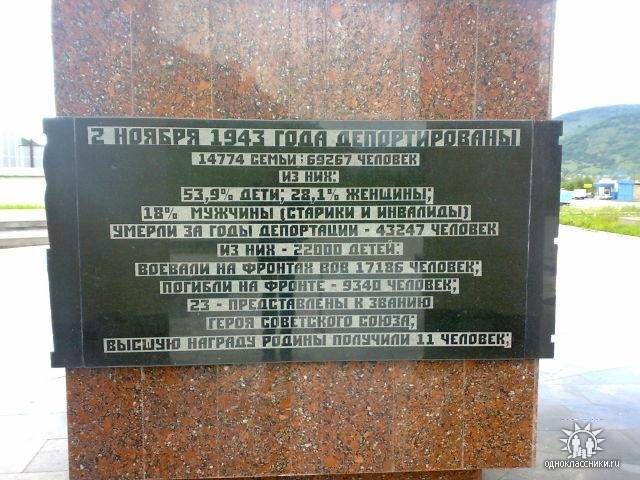 2 НОЯБРЯ 1943 ГОДА ДЕПОРТИРОВАНЫ
14774 СЕМЬИ : 69267 ЧЕЛОВЕК
ИЗ НИХ:
53,9% ДЕТИ; 28,1% ЖЕНЩИНЫ;
18% МУЖЧИНЫ (СТАРИКИ И ИНВАЛИДЫ)
УМЕРЛИ ЗА ГОДЫ ДЕПОРТАЦИИ - 43247 ЧЕЛОВЕК
ИЗ НИХ - 22000 ДЕТЕЙ:
ВОЕВАЛИ НА ФРОНТАХ ВОВ 17186 ЧЕЛОВЕК;
ПОГИБЛИ НА ФРОНТЕ - 9340 ЧЕЛОВЕК;
23 - ПРЕДСТАВЛЕНЫ К ЗВАНИЮ
ГЕРОЯ СОВЕТСКОГО СОЮЗА;
ВЫСШУЮ НАГРАДУ РОДИНЫ ПОЛУЧИЛИ 11 ЧЕЛОВЕК;
одноклассники.ru